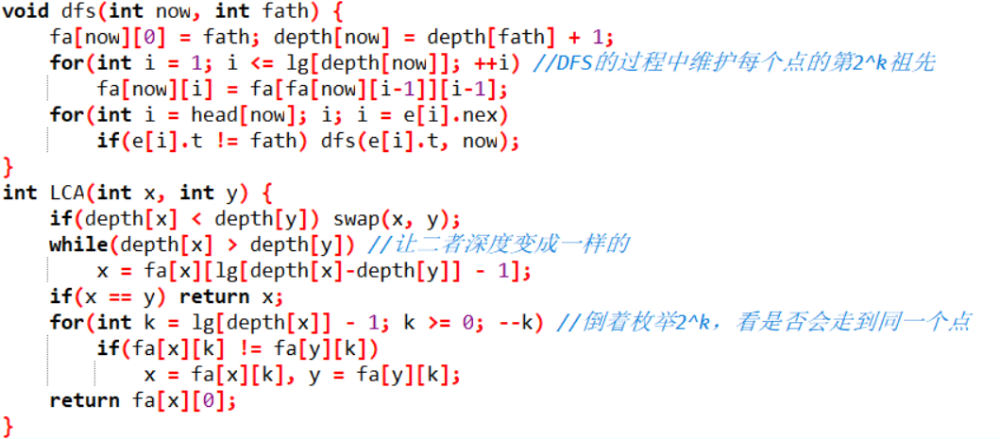 void dfs(int now, int fath) {
    fa[now][0] = fath; depth[now] = depth[fath] + 1;
    for(int i = 1; i <= lg[depth[now]]; ++i) //DFS的过程中维护每个点的第2^k祖先
        fa[now][i] = fa[fa[now][i-1]][i-1];
    for(int i = head[now]; i; i = e[i].nex)
        if(e[i].t != fath) dfs(e[i].t, now);
}
int LCA(int x, int y) {
    if(depth[x] < depth[y]) swap(x, y);
    while(depth[x] > depth[y]) //让二者深度变成一样的
        x = fa[x][lg[depth[x]-depth[y]] - 1];
    if(x == y) return x;
    for(int k = lg[depth[x]] - 1; k >= 0; --k) //倒着枚举2^k，看是否会走到同一个点
        if(fa[x][k] != fa[y][k])
            x = fa[x][k], y = fa[y][k];
    return fa[x][0];
}